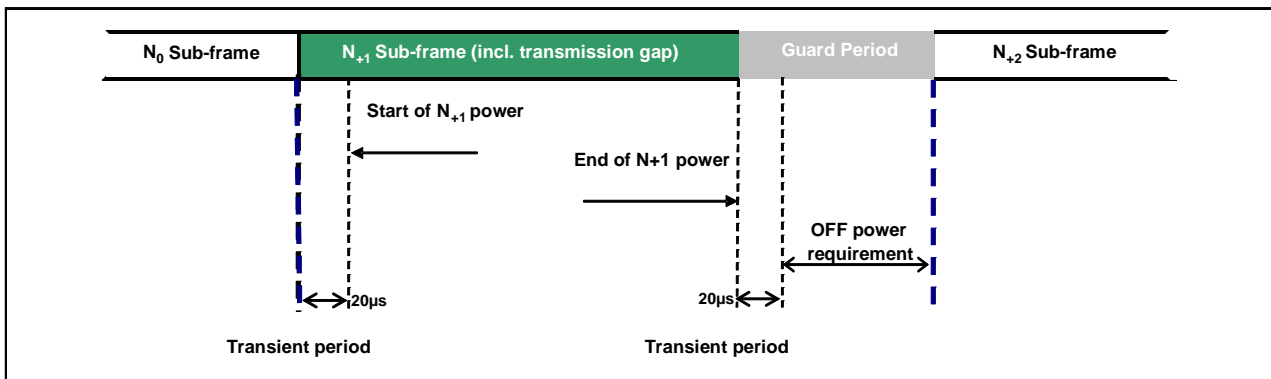 N0 Sub-frame
N+1 Sub-frame (incl. transmission gap)
Guard Period
N+2 Sub-frame
Start of N+1 power
End of N+1 power
OFF power
requirement
20µs
20µs
Transient period
Transient period